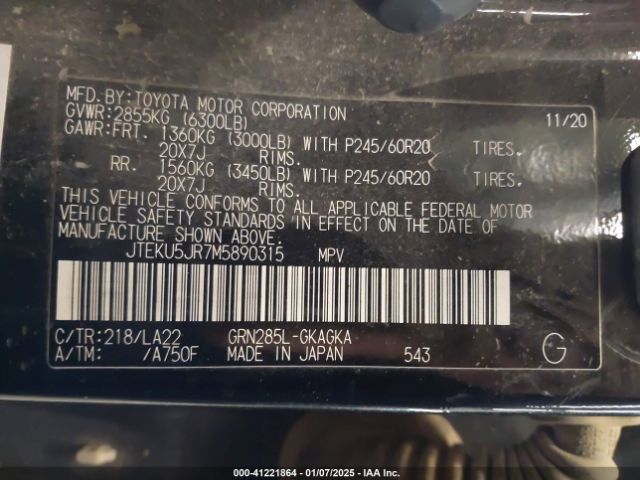 MFD.BY:TOYOTA MOTOR CORPORATION 11/20
GVWR:2855KG (6300LB)
GAWR:FRT. 1360KG (3000LB) WITH P245/60R20 TIRES.
20X7J RIMS.
RR. 1560KG (3450LB) WITH P245/60R20 TIRES.
20X7J RIMS.
THIS VEHICLE CONFORMS TO ALL APPLICABLE FEDERAL MOTOR
VEHICLE SAFETY STANDARDS IN EFFECT ON THE DATE OF
MANUFACTURE SHOWN ABOVE.
JTEKU5JR7M5890315 MPV
C/TR:218/LA22 GRN285L-GKAGKA
A/TM: /A750F MADE IN JAPAN 543 G
000-41221864 - 01/07/2025 - IAA Inc.